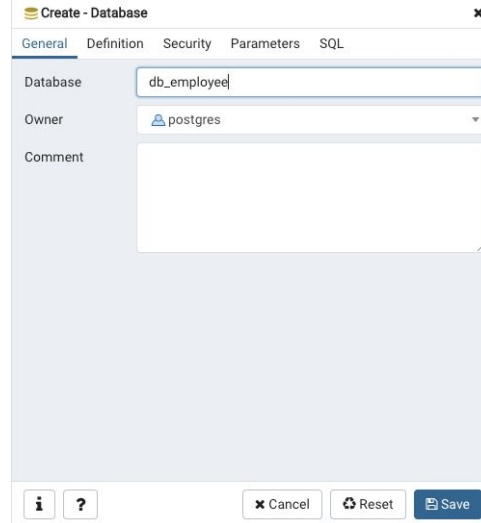 Create - Database
General Definition Security Parameters SQL
Database db_employee
Owner postgres
Comment
i ? Cancel Reset Save